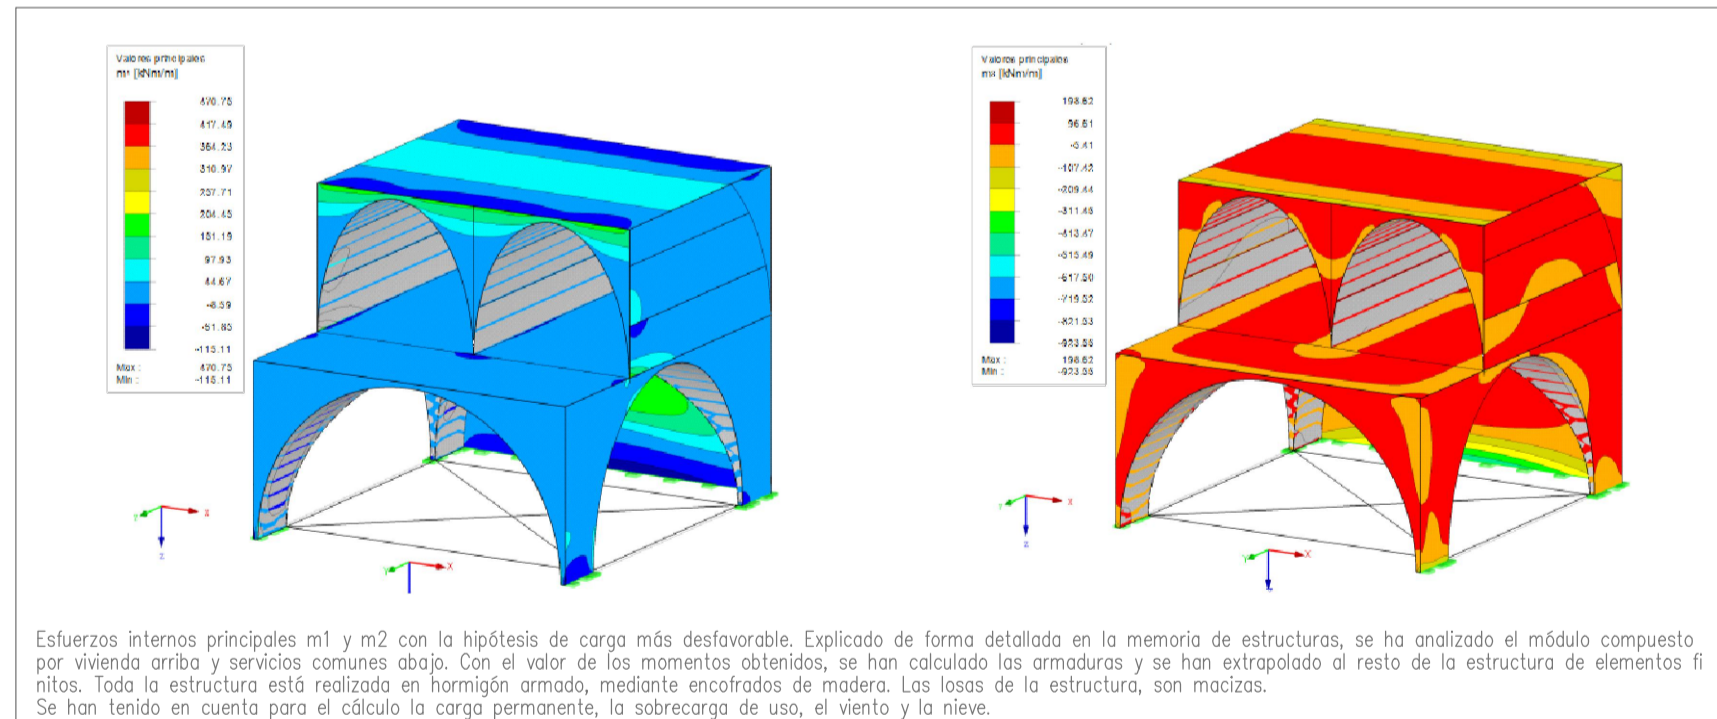 Valores principales
m1 [kNm/m]
470.75
417.49
364.23
310.97
257.71
204.45
151.19
97.93
44.67
-8.59
-61.85
-115.11
Max : 470.75
Min : -115.11
Valores principales
[kNm/m]
198.62
96.61
-5.41
-107.42
-209.44
-311.46
-413.47
-515.49
-617.50
-719.52
-821.53
-923.56
Max : 198.62
Min : -923.56
Y X
Z
Y X
Y X
Z
Y X
Z
Esfuerzos internos principales m1 y m2 con la hipótesis de carga más desfavorable. Explicado de forma detallada en la memoria de estructuras, se ha analizado el módulo compuesto
por vivienda arriba y servicios comunes abajo. Con el valor de los momentos obtenidos, se han calculado las armaduras y se han extrapolado al resto de la estructura de elementos fi
nitos. Toda la estructura está realizada en hormigón armado, mediante encofrados de madera. Las losas de la estructura, son macizas.
Se han tenido en cuenta para el cálculo la carga permanente, la sobrecarga de uso, el viento y la nieve.